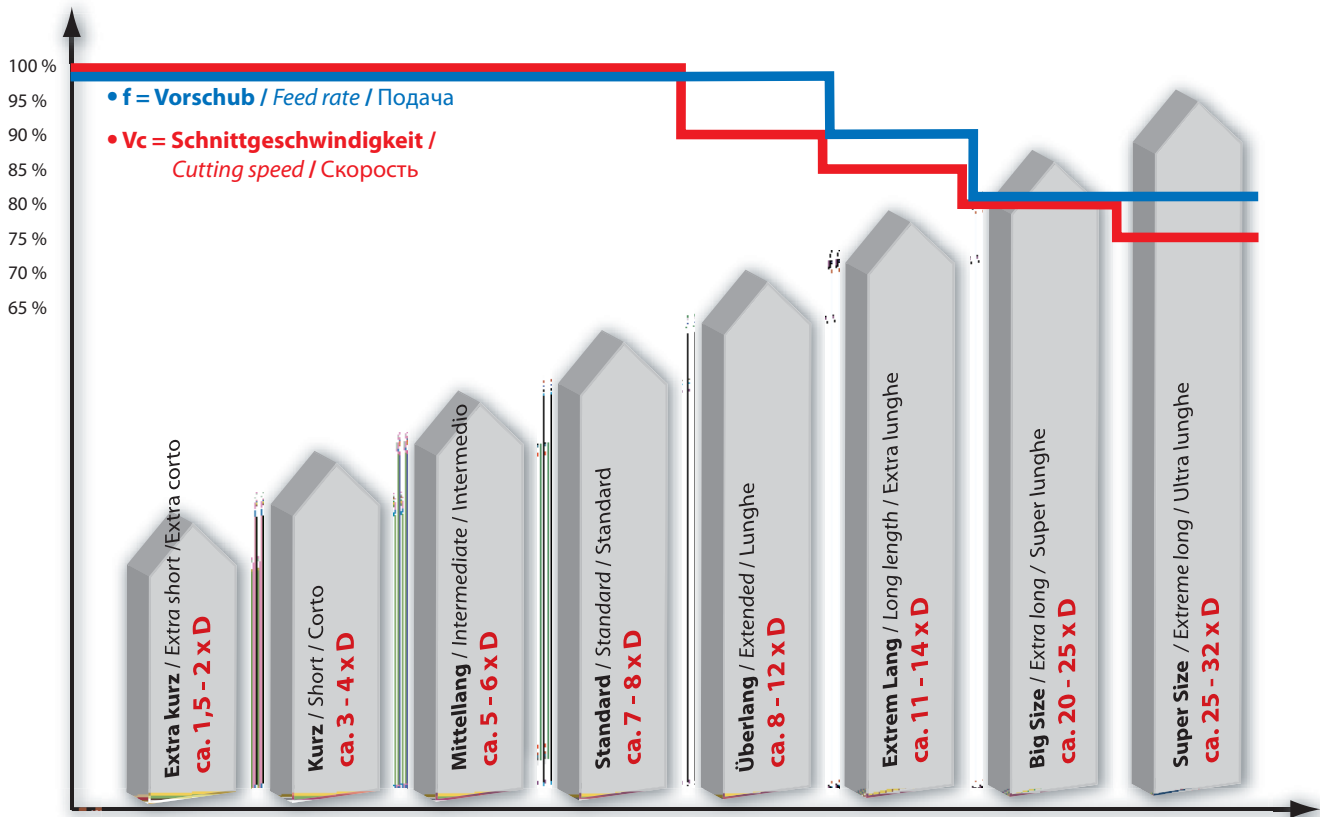 100 %
95 %
90 %
85 %
80 %
75 %
70 %
65 %
• f = Vorschub / Feed rate / Подача
• Vc = Schnittgeschwindigkeit /
Cutting speed / Скорость
Extra kurz / Extra short /Extra corto
ca. 1,5 - 2 x D
Kurz / Short / Corto
ca. 3 - 4 x D
Mittellang / Intermediate / Intermedio
ca. 5 - 6 x D
Standard / Standard / Standard
ca. 7 - 8 x D
Überlang / Extended / Lunghe
ca. 8 - 12 x D
Extrem Lang / Long length / Extra lunghe
ca. 11 - 14 x D
Big Size / Extra long / Super lunghe
ca. 20 - 25 x D
Super Size / Extreme long / Ultra lunghe
ca. 25 - 32 x D